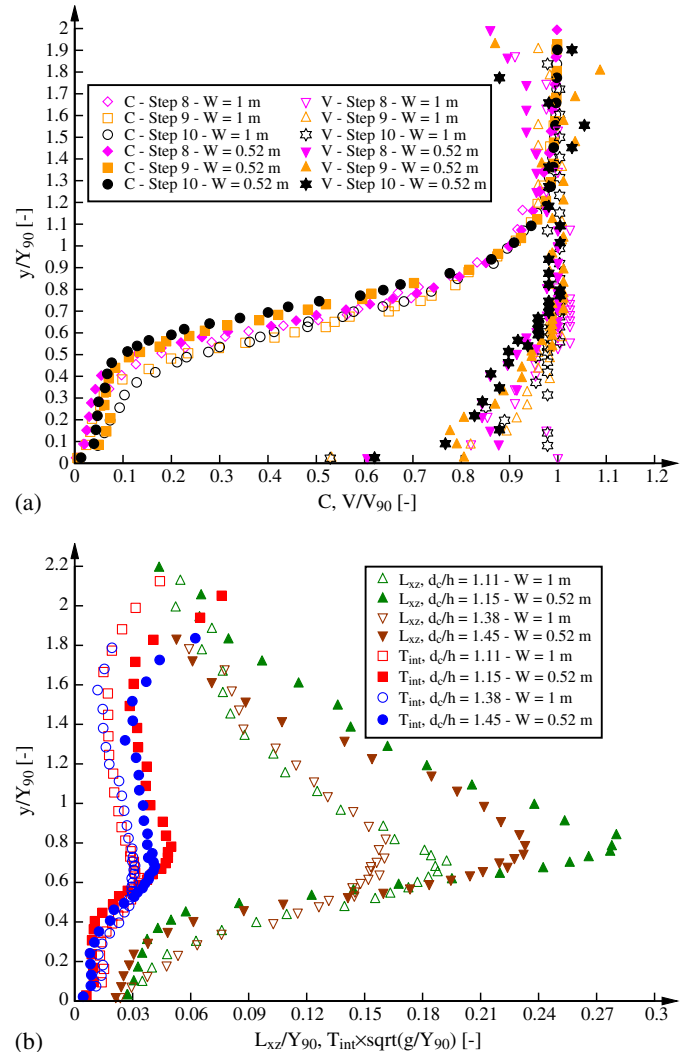 2
1.9
1.8
1.7
1.6
1.5
1.4
1.3
1.2
1.1
1
0.9
0.8
0.7
0.6
0.5
0.4
0.3
0.2
0.1
0
y/Y90 [-]
C - Step 8 - W = 1 m
C - Step 9 - W = 1 m
C - Step 10 - W = 1 m
C - Step 8 - W = 0.52 m
C - Step 9 - W = 0.52 m
C - Step 10 - W = 0.52 m
V - Step 8 - W = 1 m
V - Step 9 - W = 1 m
V - Step 10 - W = 1 m
V - Step 8 - W = 0.52 m
V - Step 9 - W = 0.52 m
V - Step 10 - W = 0.52 m
0 0.1 0.2 0.3 0.4 0.5 0.6 0.7 0.8 0.9 1 1.1 1.2
C, V/V90 [-]
(a)
2.2
2
1.8
1.6
1.4
1.2
1
0.8
0.6
0.4
0.2
0
y/Y90 [-]
Lxz, dc/h = 1.11 - W = 1 m
Lxz, dc/h = 1.15 - W = 0.52 m
Lxz, dc/h = 1.38 - W = 1 m
Lxz, dc/h = 1.45 - W = 0.52 m
Tint, dc/h = 1.11 - W = 1 m
Tint, dc/h = 1.15 - W = 0.52 m
Tint, dc/h = 1.38 - W = 1 m
Tint, dc/h = 1.45 - W = 0.52 m
0 0.03 0.06 0.09 0.12 0.15 0.18 0.21 0.24 0.27 0.3
Lxz/Y90, Tint×sqrt(g/Y90) [-]
(b)